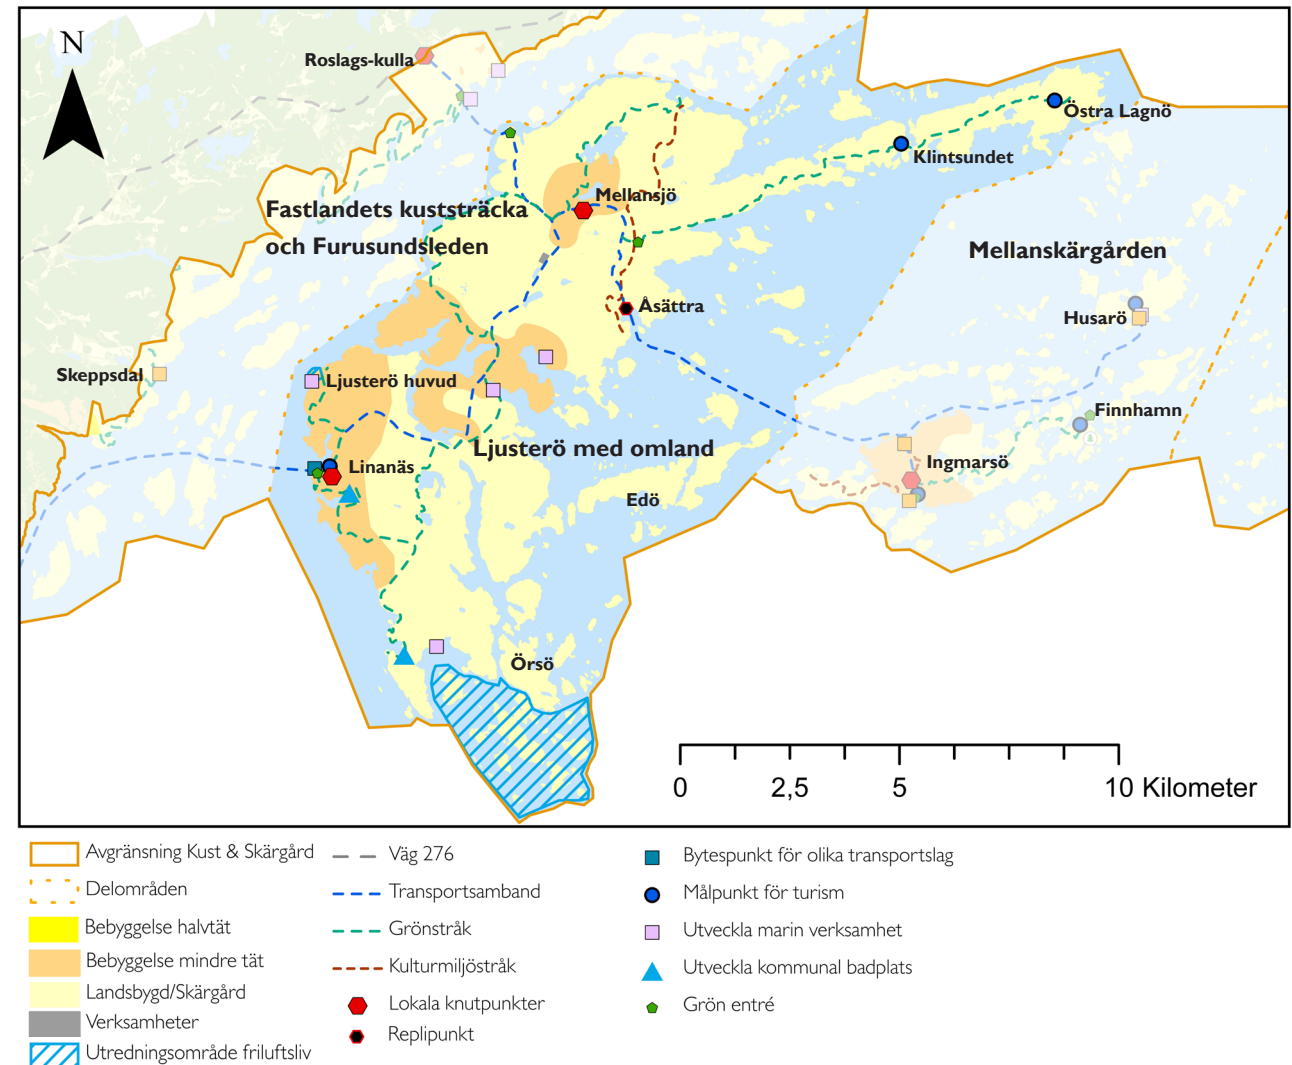 N
Roslags-kulla
Östra Lagnö
Klintsundet
Mellansjö
Fastlandets kuststräcka
och Furusundsleden
Mellanskärgården
Åsättra
Husarö
Skeppsdal
Ljusterö huvud
Finnhamn
Ljusterö med omland
Linanäs
Ingmarsö
Edö
Örsö
0 2,5 5 10 Kilometer
Avgränsning Kust & Skärgård
Delområden
Bebyggelse halvtät
Bebyggelse mindre tät
Landsbygd/Skärgård
Verksamheter
Utredningsområde friluftsliv
Väg 276
Transportsamband
Grönstråk
Kulturmiljöstråk
Lokala knutpunkter
Replipunkt
Bytespunkt för olika transportslag
Målpunkt för turism
Utveckla marin verksamhet
Utveckla kommunal badplats
Grön entré